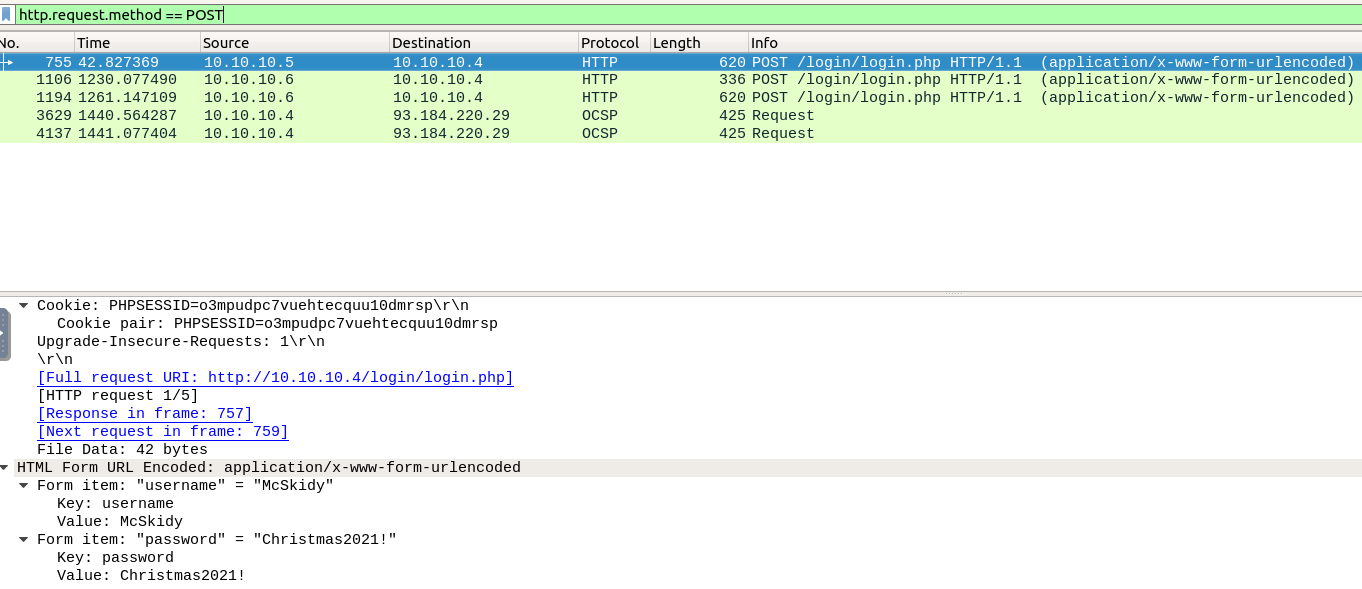 http.request.method == POST
No. Time Source Destination Protocol Length Info
755 42.827369 10.10.10.5 10.10.10.4 HTTP 620 POST /login/login.php HTTP/1.1 (application/x-www-form-urlencoded)
1106 1230.077490 10.10.10.6 10.10.10.4 HTTP 336 POST /login/login.php HTTP/1.1 (application/x-www-form-urlencoded)
1194 1261.147109 10.10.10.6 10.10.10.4 HTTP 620 POST /login/login.php HTTP/1.1 (application/x-www-form-urlencoded)
3629 1440.564287 10.10.10.4 93.184.220.29 OCSP 425 Request
4137 1441.077404 10.10.10.4 93.184.220.29 OCSP 425 Request
Cookie: PHPSESSID=o3mpudpc7vuehtecquu10dmrsp\r\n
Cookie pair: PHPSESSID=o3mpudpc7vuehtecquu10dmrsp
Upgrade-Insecure-Requests: 1\r\n
\r\n
[Full request URI: http://10.10.10.4/login/login.php]
[HTTP request 1/5]
[Response in frame: 757]
[Next request in frame: 759]
File Data: 42 bytes
HTML Form URL Encoded: application/x-www-form-urlencoded
Form item: "username" = "McSkidy"
Key: username
Value: McSkidy
Form item: "password" = "Christmas2021!"
Key: password
Value: Christmas2021!